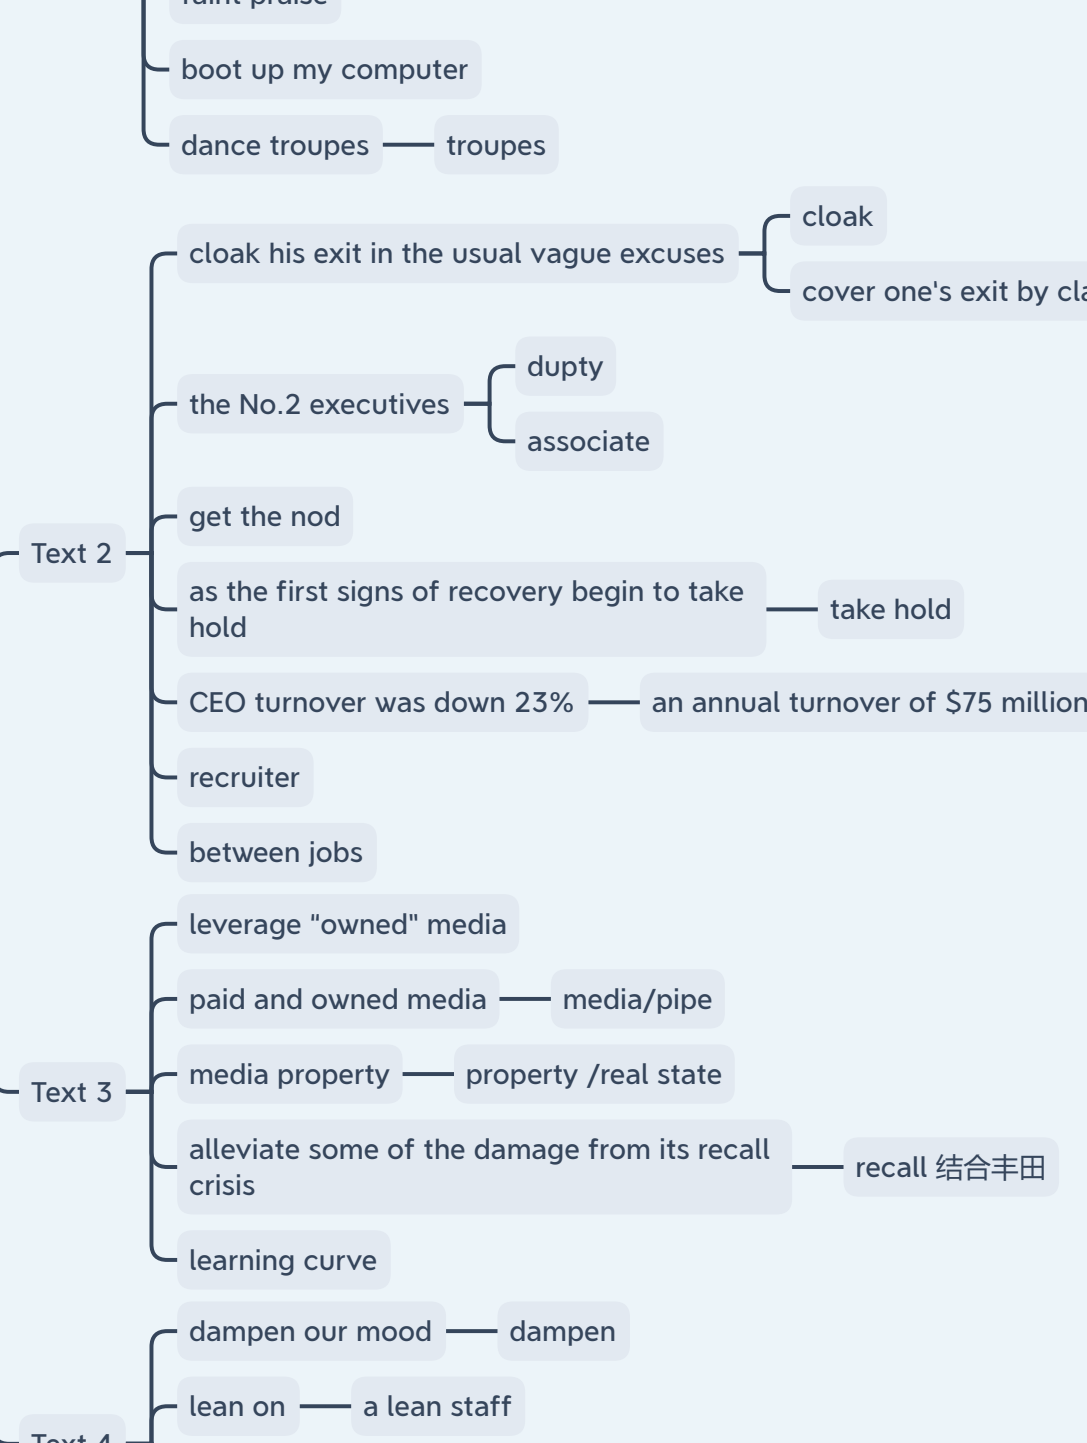 faint praise
boot up my computer
dance troupes
troupes
cloak his exit in the usual vague excuses
cloak
cover one's exit by
the No.2 executives
dupty
associate
get the nod
Text 2
as the first signs of recovery begin to take
hold
take hold
CEO turnover was down 23%
an annual turnover of $75 million
recruiter
between jobs
leverage “owned” media
paid and owned media
media/pipe
media property
property /real state
Text 3
alleviate some of the damage from its recall
crisis
recall 结合丰田
learning curve
dampen our mood
dampen
lean on
a lean staff
Text 4